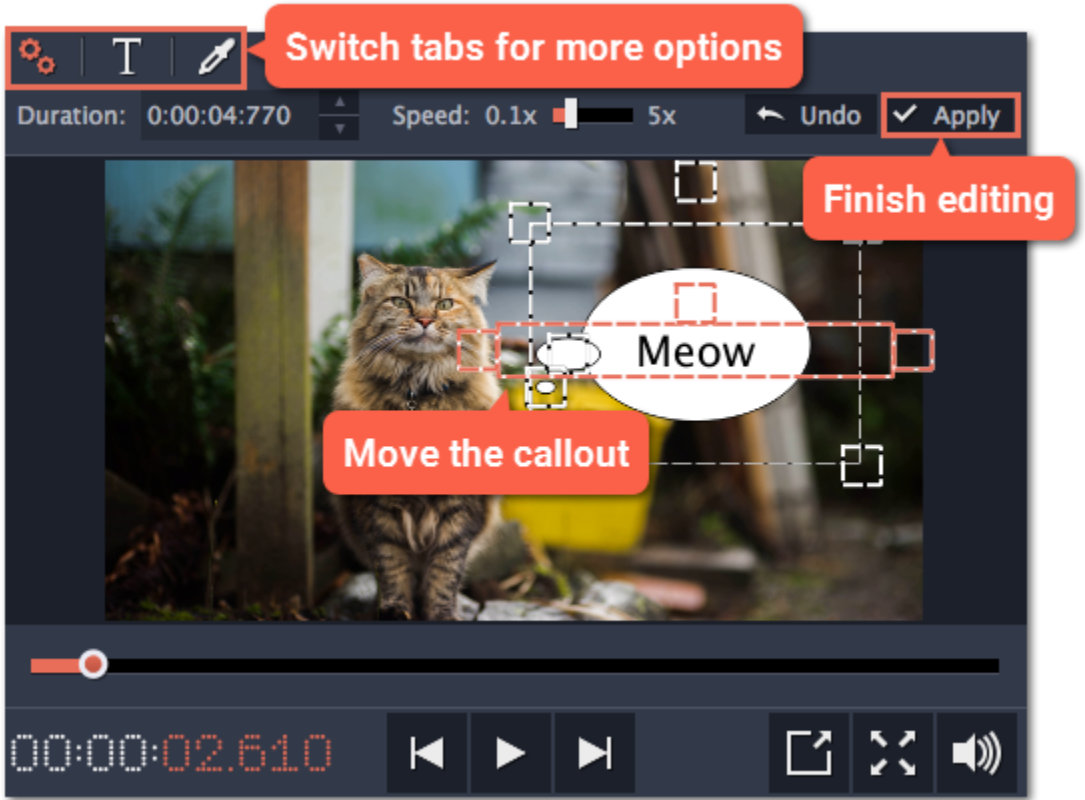 Switch tabs for more options
T
Duration: 0:00:04:770 Speed: 0.1x 5x Undo Apply
Finish editing
Meow
Move the callout
00:00:02.610